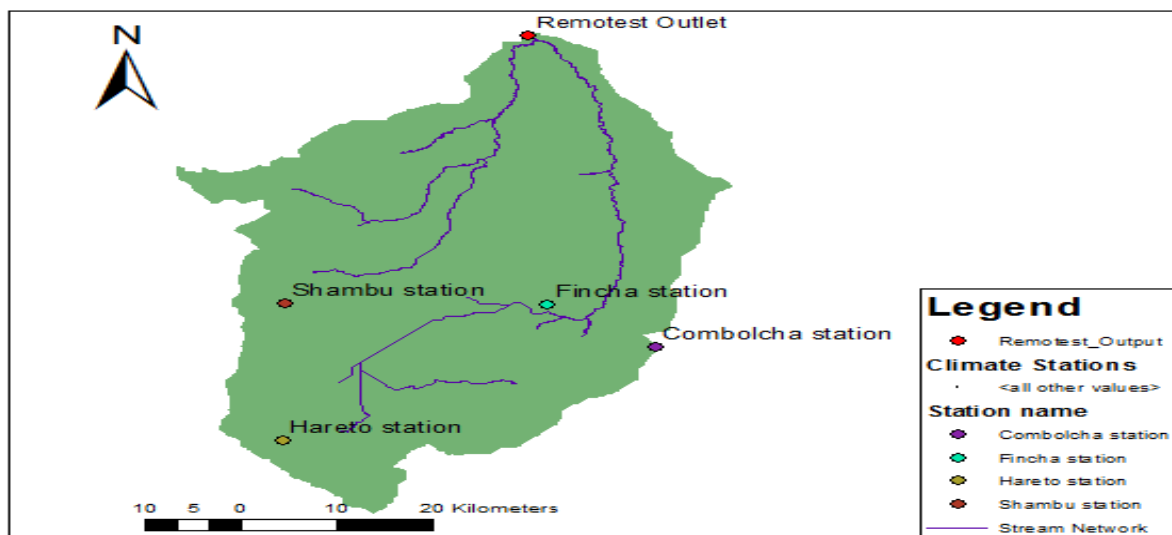 Remotest Outlet
N
Shambu station
Fincha station
Combolcha station
Hareto station
10 5 0 10 20 Kilometers
Legend
Remotest_Output
Climate Stations
<all other values>
Station name
Combolcha station
Fincha station
Hareto station
Shambu station
Stream Network